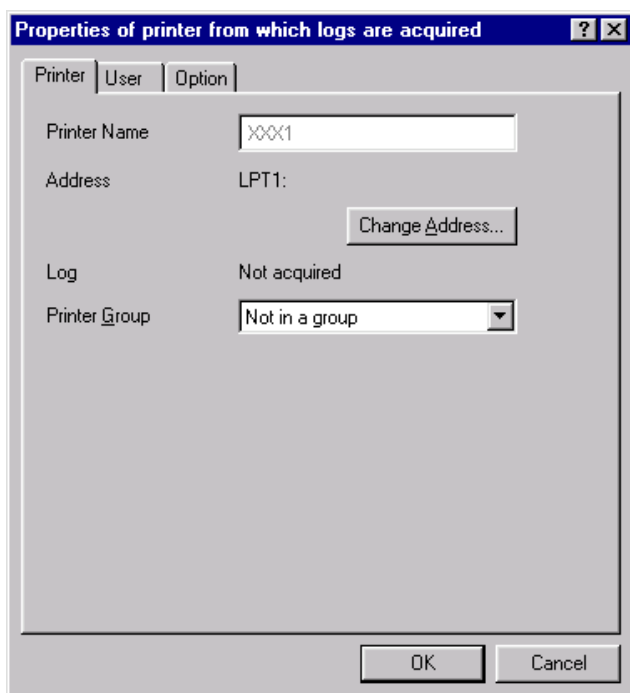 Properties of printer from which logs are acquired ? X
Printer User Option
Printer Name XXX1
Address LPT1:
Change Address...
Log Not acquired
Printer Group Not in a group
OK Cancel